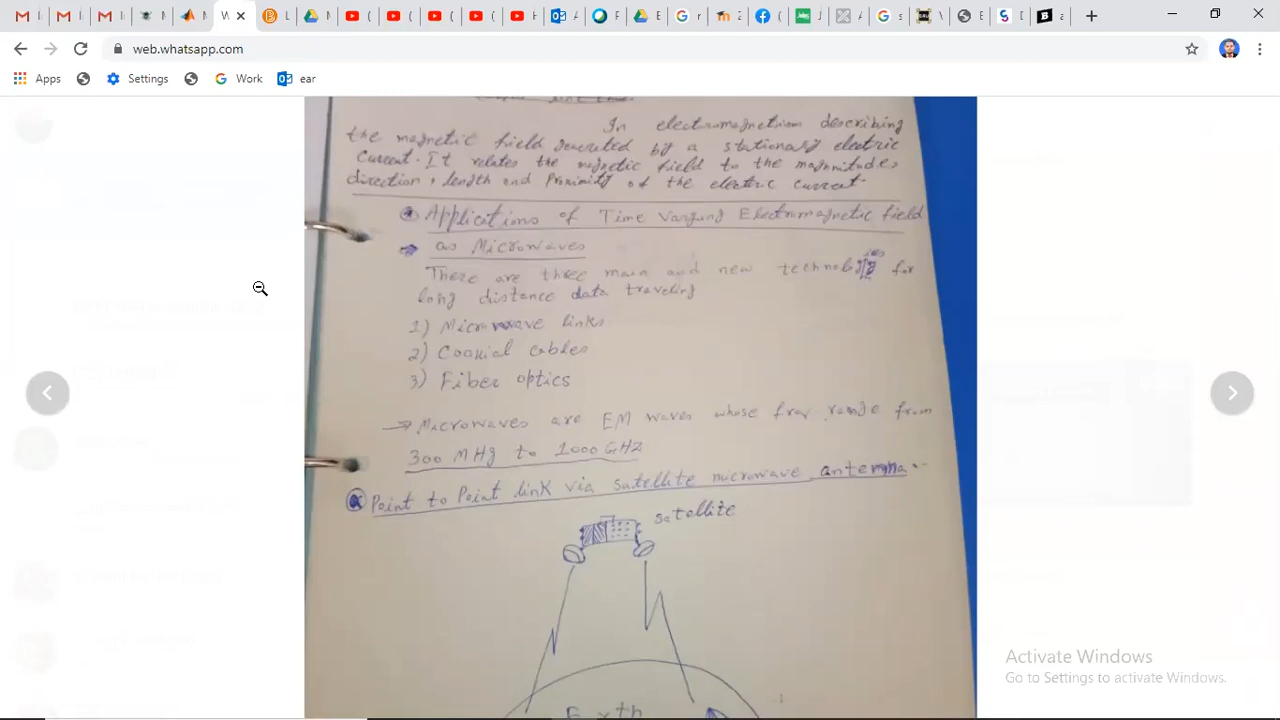 M
M
M
M
W
L
M
(
(
(
(
H
A
F
M
E
r
Z
(
J
A
s
S
E
D
a
web.whatsapp.com
Apps
Settings
Work
ear
In electromagnetism describing
the magnetic field generated by a stationary electric
Current. It relates the magnetic field to the magnitude,
direction, length and Proximity of the electric current
Applications of Time Varying Electromagnetic field
as Microwaves
There are three main and new technologies for
long distance data traveling
1) Microwave links
2) Coaxial cables
3) Fiber optics
→ Microwaves are EM waves whose freq range from
300 MHz to 1000 GHz
Point to Point link via satellite microwave antenna
satellite
Earth
Activate Windows
Go to Settings to activate Windows.